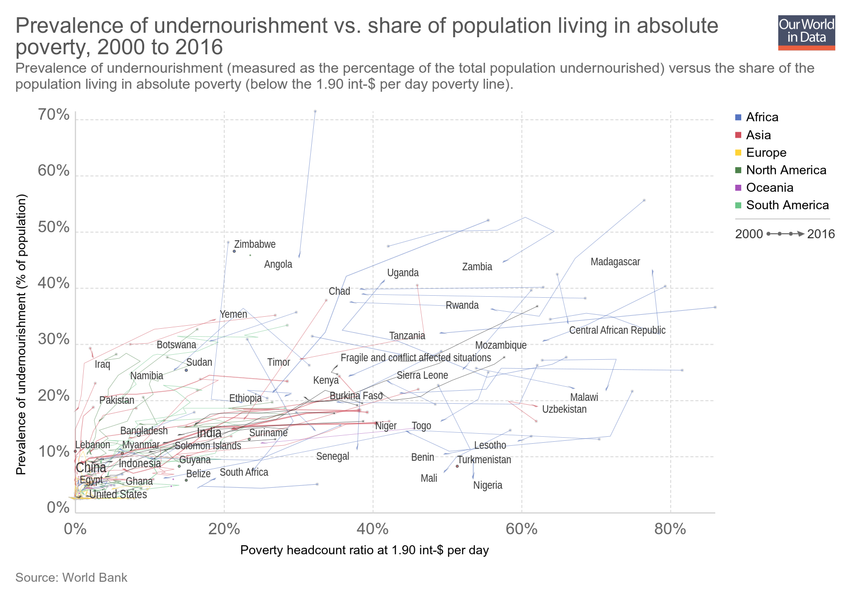 Prevalence of undernourishment vs. share of population living in absolute
poverty, 2000 to 2016
Our World
in Data
Prevalence of undernourishment (measured as the percentage of the total population undernourished) versus the share of the
population living in absolute poverty (below the 1.90 int-$ per day poverty line).
Prevalence of undernourishment (% of population)
70%
60%
50%
40%
30%
20%
10%
0%
Zimbabwe
Angola
Uganda
Zambia
Madagascar
Chad
Rwanda
Yemen
Central African Republic
Tanzania
Botswana
Mozambique
Iraq
Sudan
Timor
Fragile and conflict affected situations
Namibia
Kenya
Sierra Leone
Pakistan
Ethiopia
Burkina Faso
Malawi
Uzbekistan
Bangladesh
India
Suriname
Niger
Togo
Lebanon
Myanmar
Solomon Islands
Lesotho
China
Indonesia
Guyana
Senegal
Benin
Turkmenistan
Egypt
Ghana
Belize
South Africa
Mali
Nigeria
United States
0%
20%
40%
60%
80%
Poverty headcount ratio at 1.90 int-$ per day
Africa
Asia
Europe
North America
Oceania
South America
2000
2016
Source: World Bank